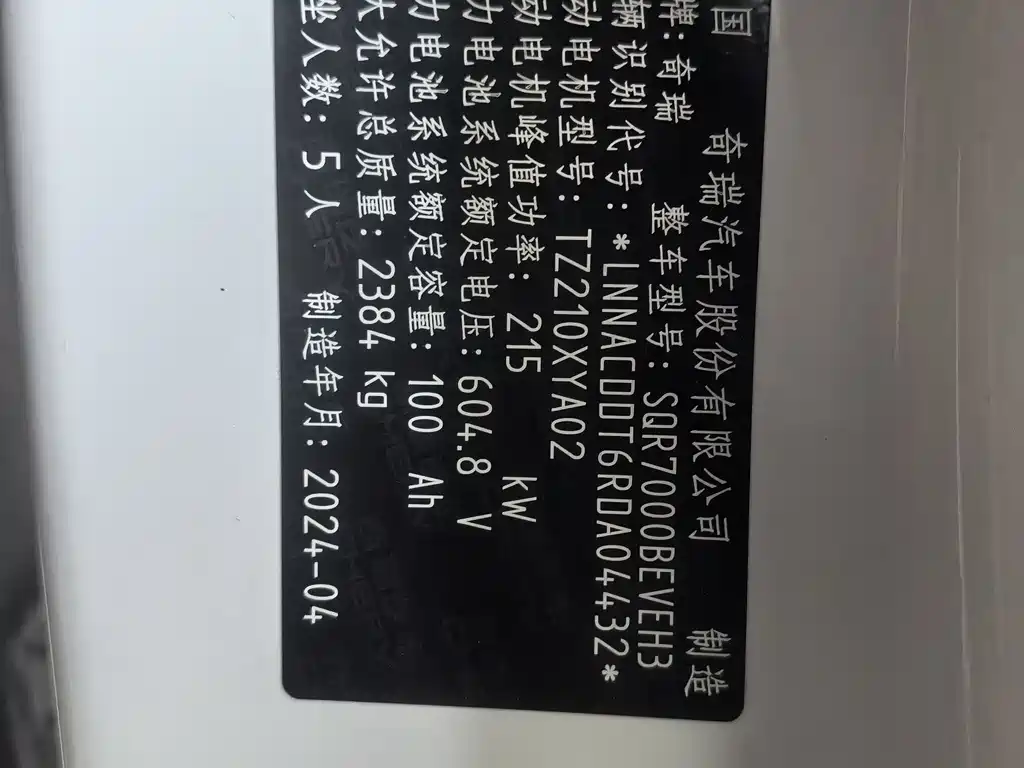 国 奇瑞汽车股份有限公司 制造
牌: 奇瑞 整车型号: SQR7000BEVEH3
辆识别代号: *LNNACDDT6RDA04432*
动电机型号: TZ210XYA02
动电机峰值功率: 215 kW
力电池系统额定电压: 604.8 V
力电池系统额定容量: 100 Ah
大允许总质量: 2384 kg
坐人数: 5人 制造年月: 2024-04